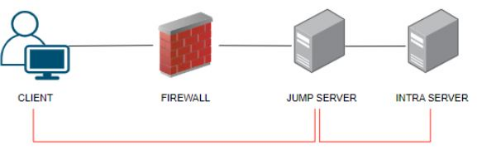 CLIENT
FIREWALL
JUMP SERVER
INTRA SERVER